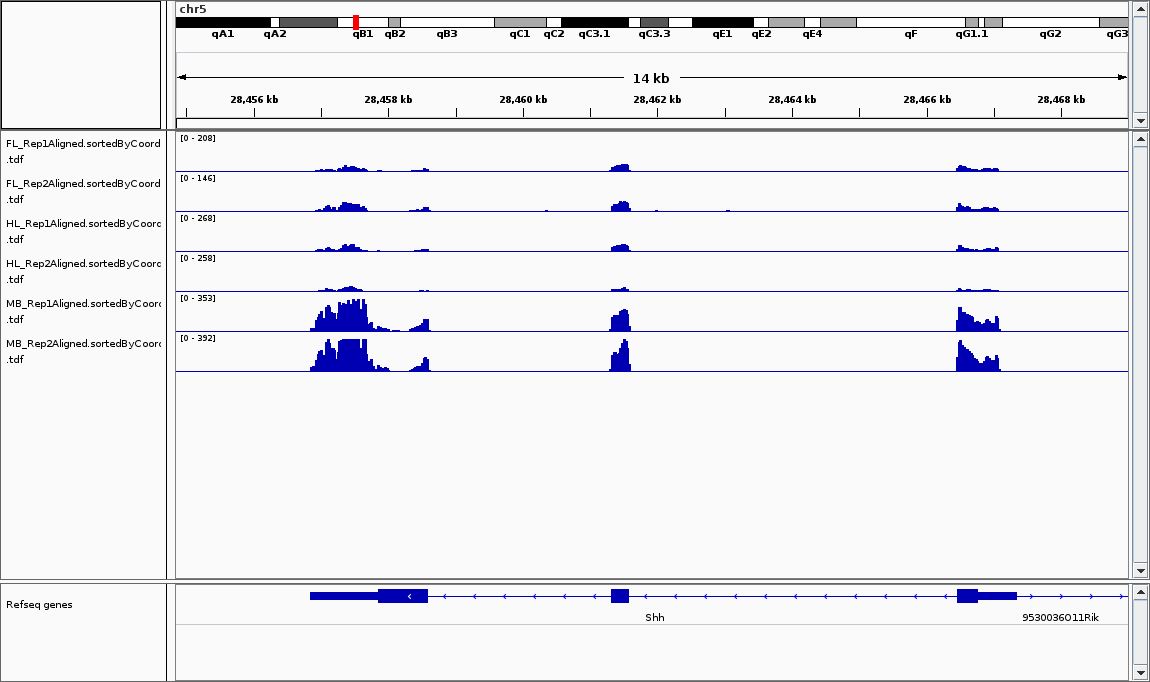 chr5
qA1 qA2 qB1 qB2 qB3 qC1 qC2 qC3.1 qC3.3 qE1 qE2 qE4 qF qG1.1 qG2 qG3
14 kb
28,456 kb 28,458 kb 28,460 kb 28,462 kb 28,464 kb 28,466 kb 28,468 kb
FL_Rep1Aligned.sortedByCoord
.tdf
[0 - 208]
FL_Rep2Aligned.sortedByCoord
.tdf
[0 - 146]
HL_Rep1Aligned.sortedByCoord
.tdf
[0 - 268]
HL_Rep2Aligned.sortedByCoord
.tdf
[0 - 258]
MB_Rep1Aligned.sortedByCoord
.tdf
[0 - 353]
MB_Rep2Aligned.sortedByCoord
.tdf
[0 - 392]
Refseq genes
Shh 9530036O11Rik